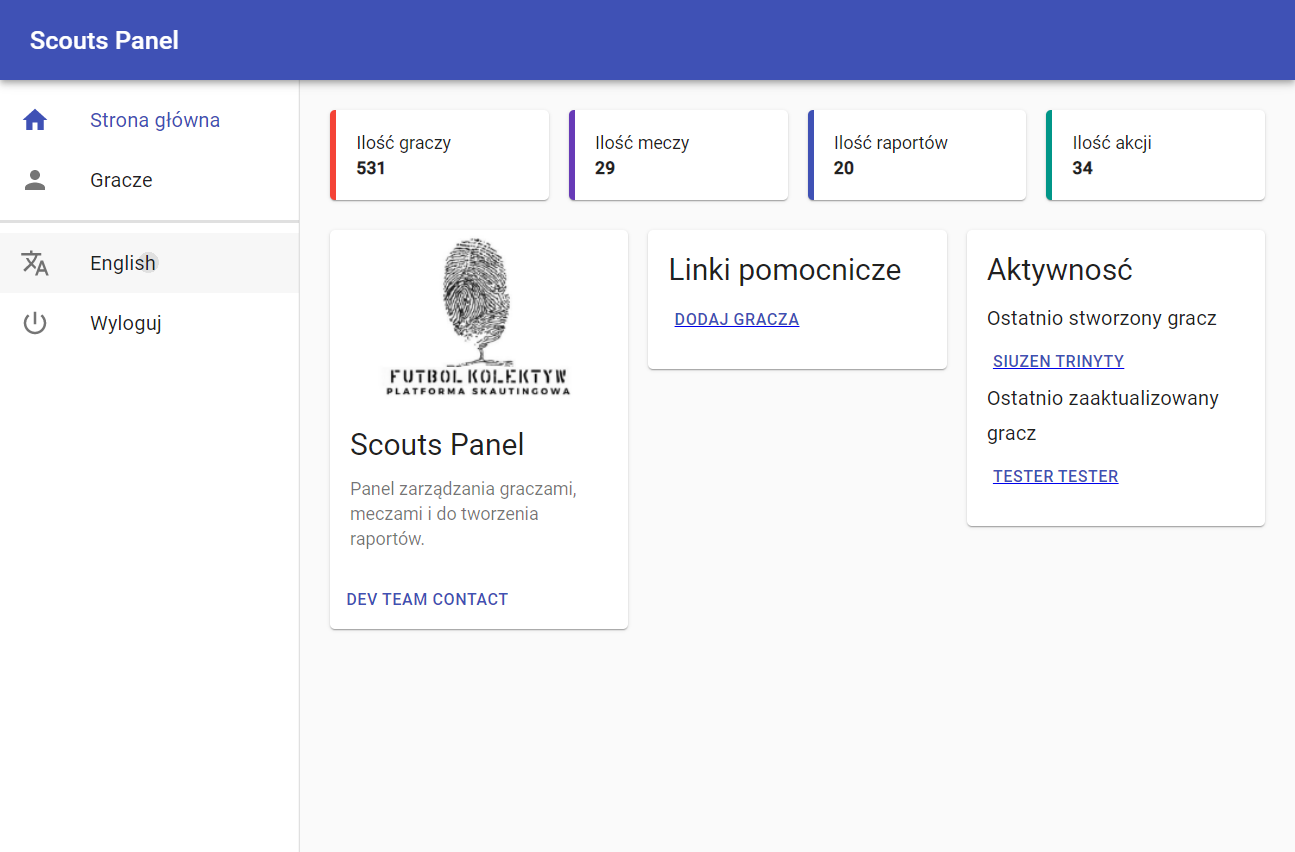 Scouts Panel
Strona główna
Gracze
English
Wyloguj
Ilość graczy
531
Ilość meczy
29
Ilość raportów
20
Ilość akcji
34
FUTBOL KOLEKTYW
PLATFORMA SKAUTINGOWA
Scouts Panel
Panel zarządzania graczami,
meczami i do tworzenia
raportów.
DEV TEAM CONTACT
Linki pomocnicze
DODAJ GRACZA
Aktywnosć
Ostatnio stworzony gracz
SIUZEN TRINYTY
Ostatnio zaaktualizowany
gracz
TESTER TESTER